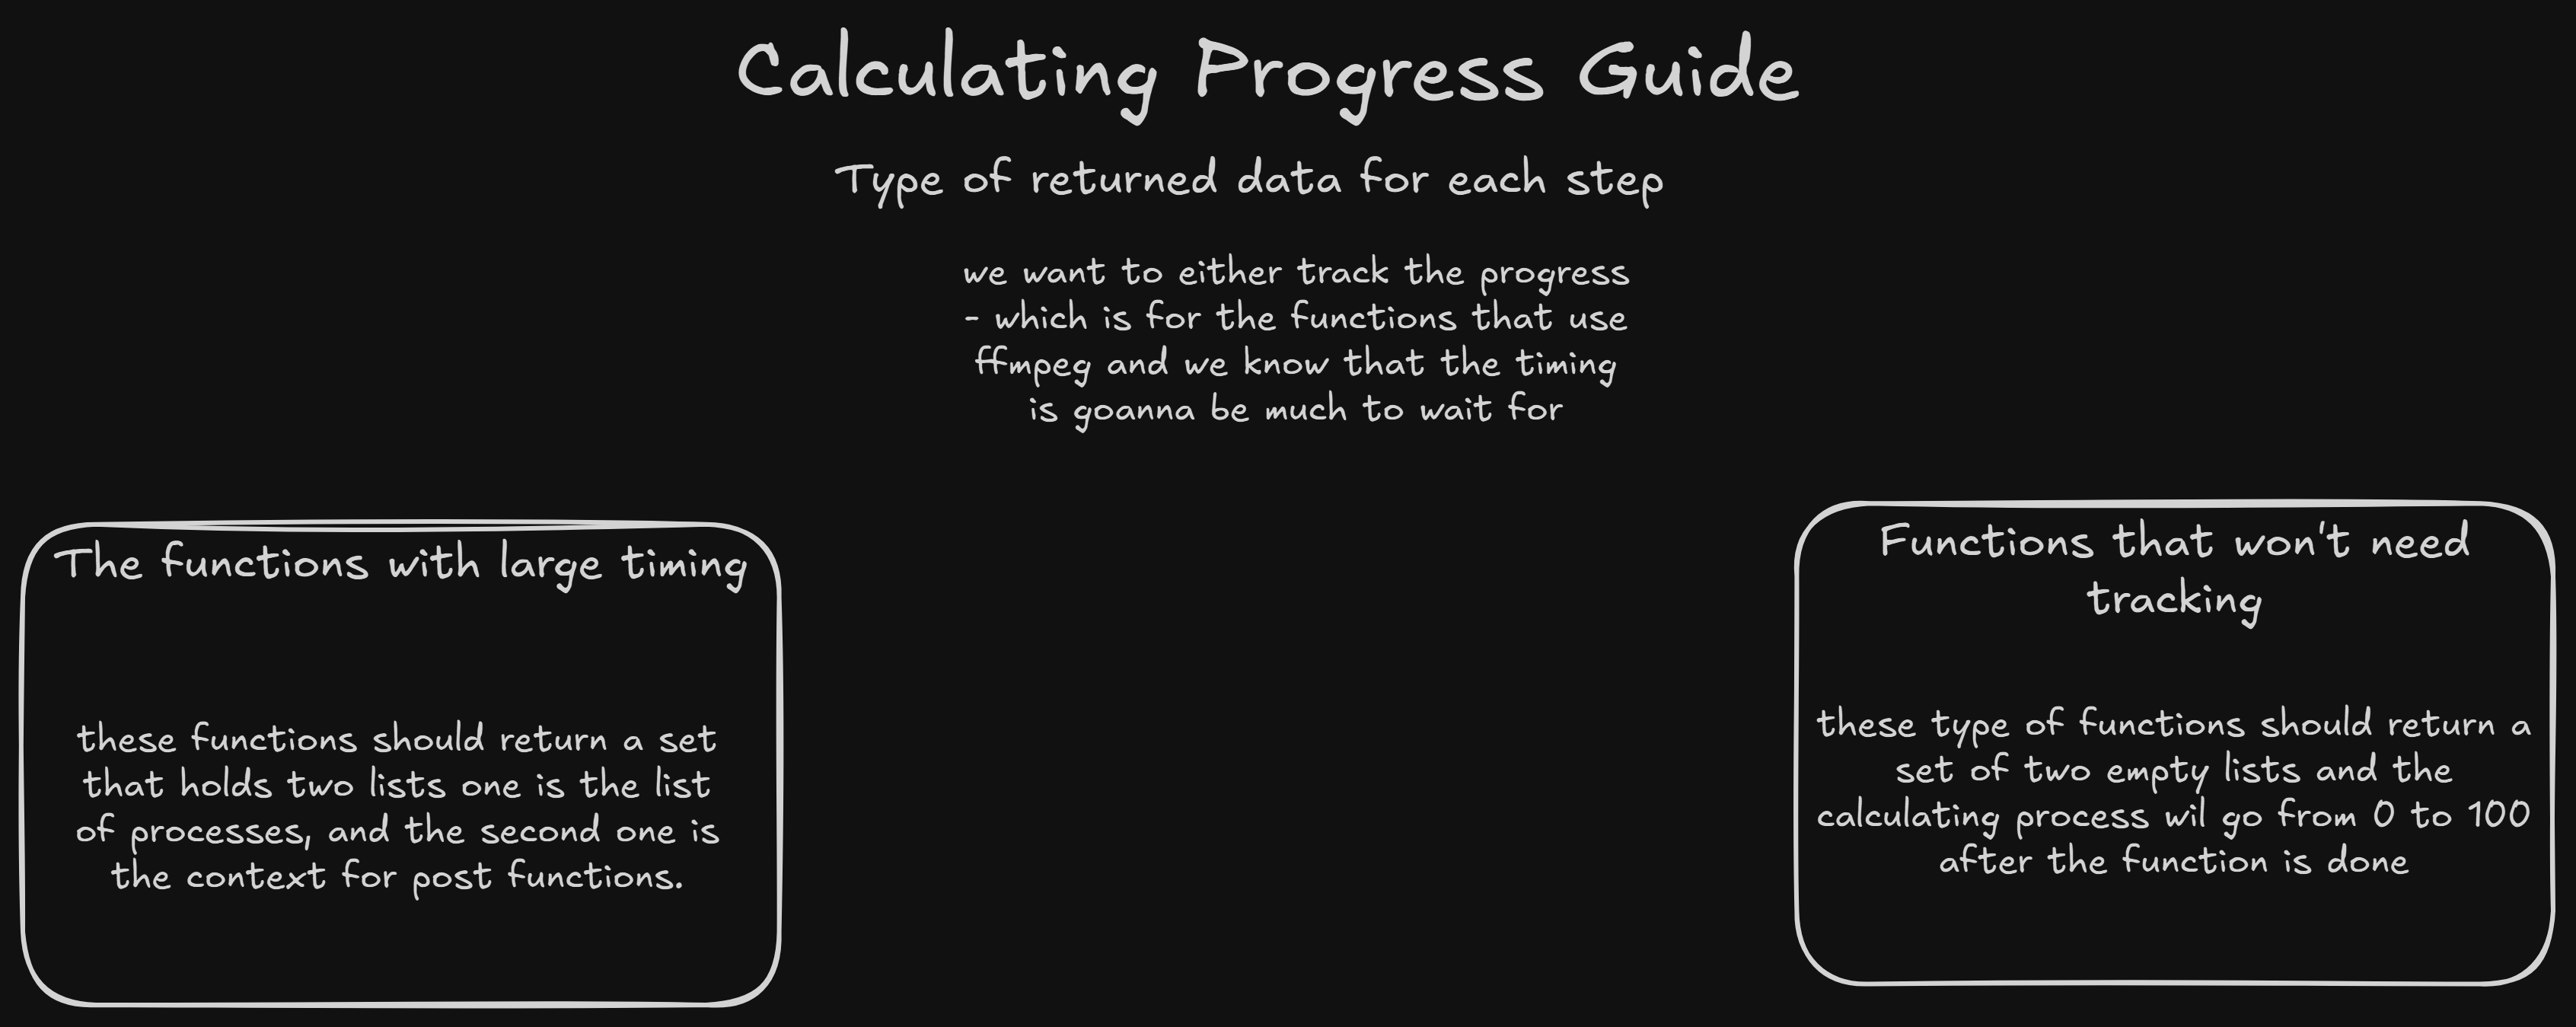 Calculating Progress Guide
Type of returned data for each step
we want to either track the progress
- which is for the functions that use
ffmpeg and we know that the timing
is goanna be much to wait for
The functions with large timing
these functions should return a set
that holds two lists one is the list
of processes, and the second one is
the context for post functions.
Functions that won't need
tracking
these type of functions should return a
set of two empty lists and the
calculating process wil go from 0 to 100
after the function is done